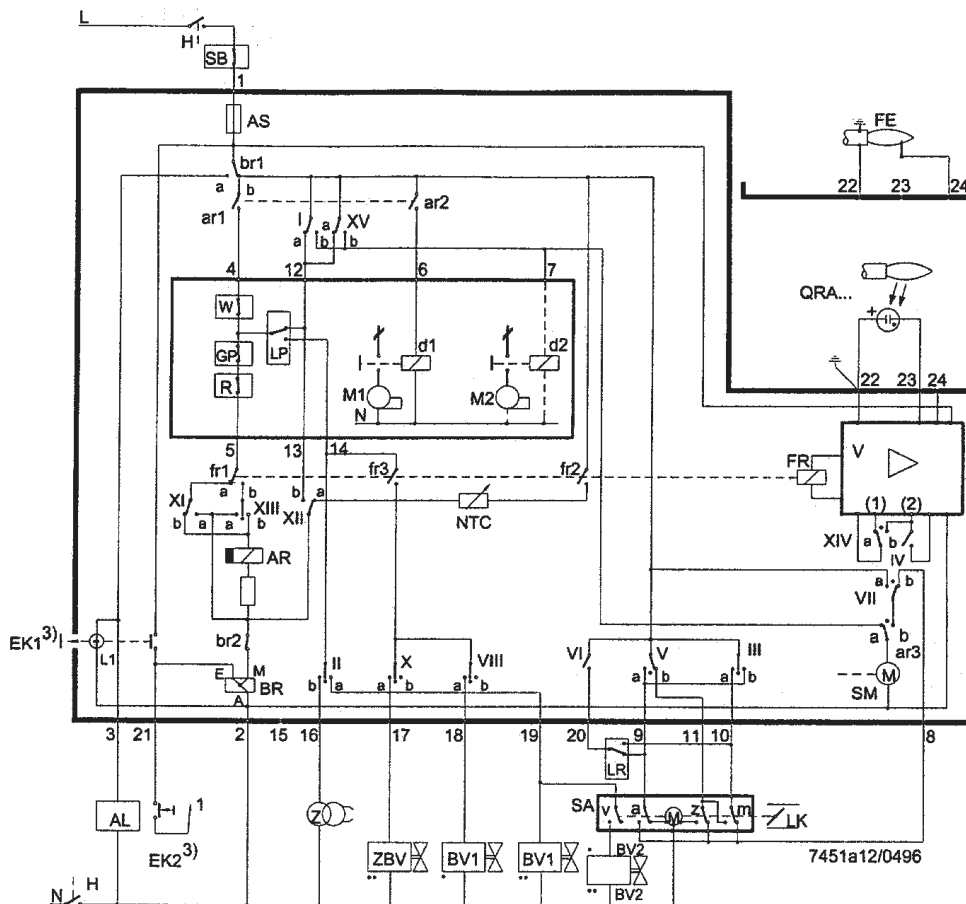 L
H
SB
1
AS
FE
22 23 24
br1
a b
ar1
ar2
I
a b
a XV
b
4 12 6 7
QRA...
+
22 23 24
W
LP
GP
R
d1
d2
M1
M2
N
V
FR
5 13 14
fr1
a b
fr3
fr2
XI
b a
a XIII
b
b a
XII
NTC
(1) (2)
XIV
a b
IV
AR
a b
VII
EK1 3)
L1
br2
a b
ar3
E M
BR
A
II
b a
X
a b
VIII
a b
VI
V
a b
III
a b
M
SM
3 21 2 15 16 17 18 19 20 9 11 10 8
LR
AL
1
EK2 3)
Z
SA
v a M z m
LK
ZBV
BV1
BV1
BV2
BV2
7451a12/0496
N H